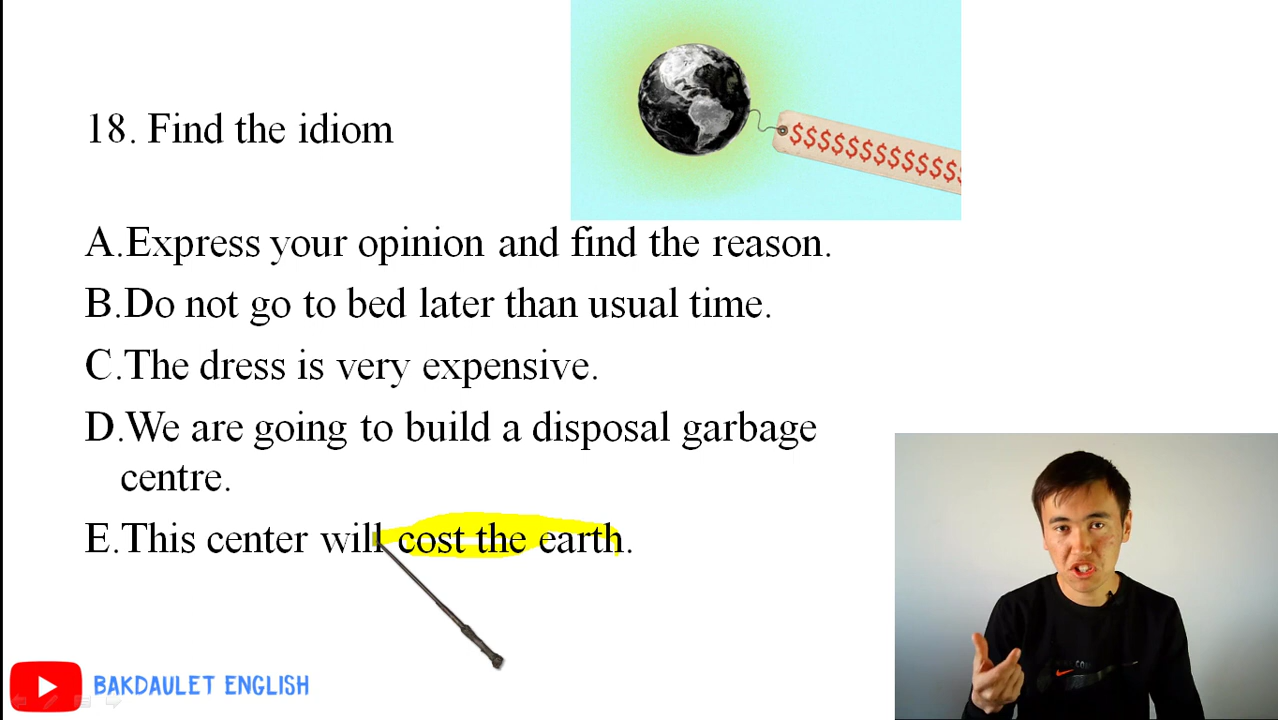 $$$$$$$$$$$$$
18. Find the idiom
A.Express your opinion and find the reason.
B.Do not go to bed later than usual time.
C.The dress is very expensive.
D.We are going to build a disposal garbage
centre.
E.This center will cost the earth.
BAKDAULET ENGLISH